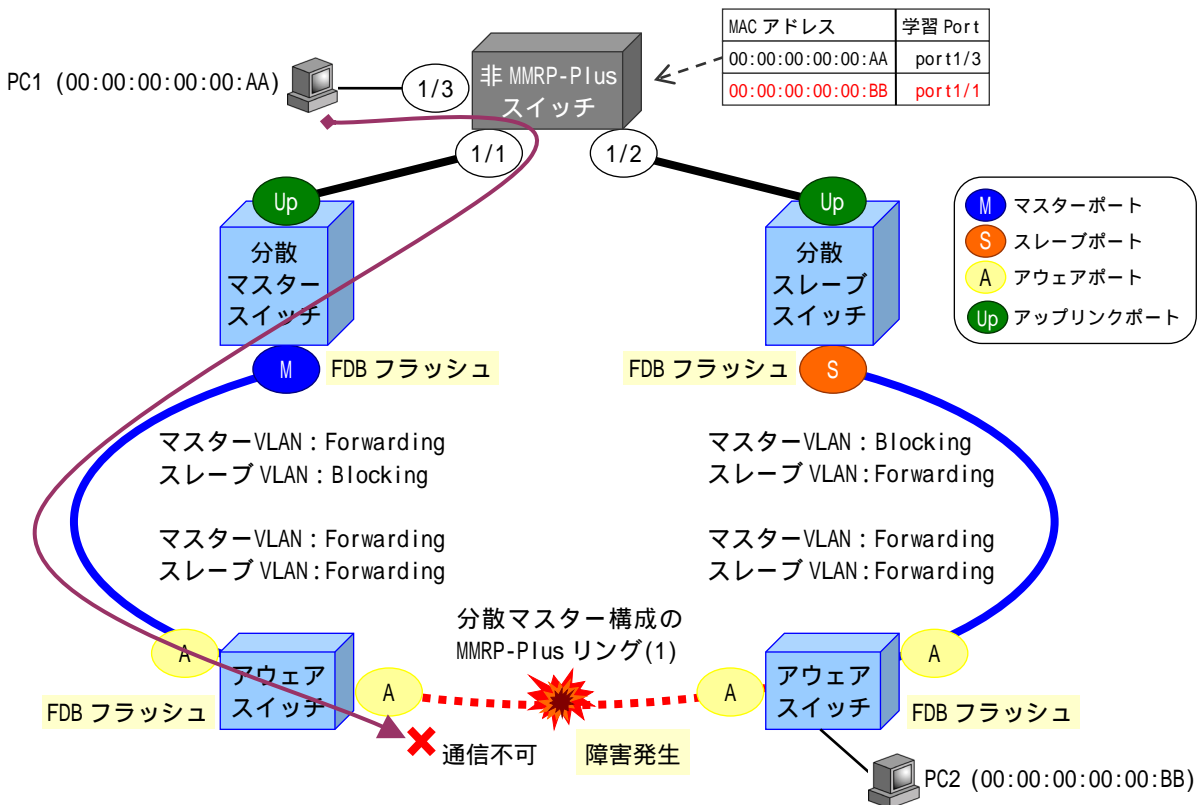 MAC アドレス 学習 Port
00:00:00:00:00:AA port1/3
00:00:00:00:00:BB port1/1
PC1 (00:00:00:00:00:AA)
1/3
非 MMRP-Plus
スイッチ
1/1
1/2
Up
分散
マスター
スイッチ
M
FDB フラッシュ
Up
分散
スレーブ
スイッチ
FDB フラッシュ
S
M マスターポート
S スレーブポート
A アウェアポート
Up アップリンクポート
マスターVLAN : Forwarding
スレーブ VLAN : Blocking
マスターVLAN : Blocking
スレーブ VLAN : Forwarding
マスターVLAN : Forwarding
スレーブ VLAN : Forwarding
マスターVLAN : Forwarding
スレーブ VLAN : Forwarding
分散マスター構成の
MMRP-Plus リング(1)
A
アウェア
スイッチ
A
FDB フラッシュ
通信不可
障害発生
A
アウェア
スイッチ
A
FDB フラッシュ
PC2 (00:00:00:00:00:BB)